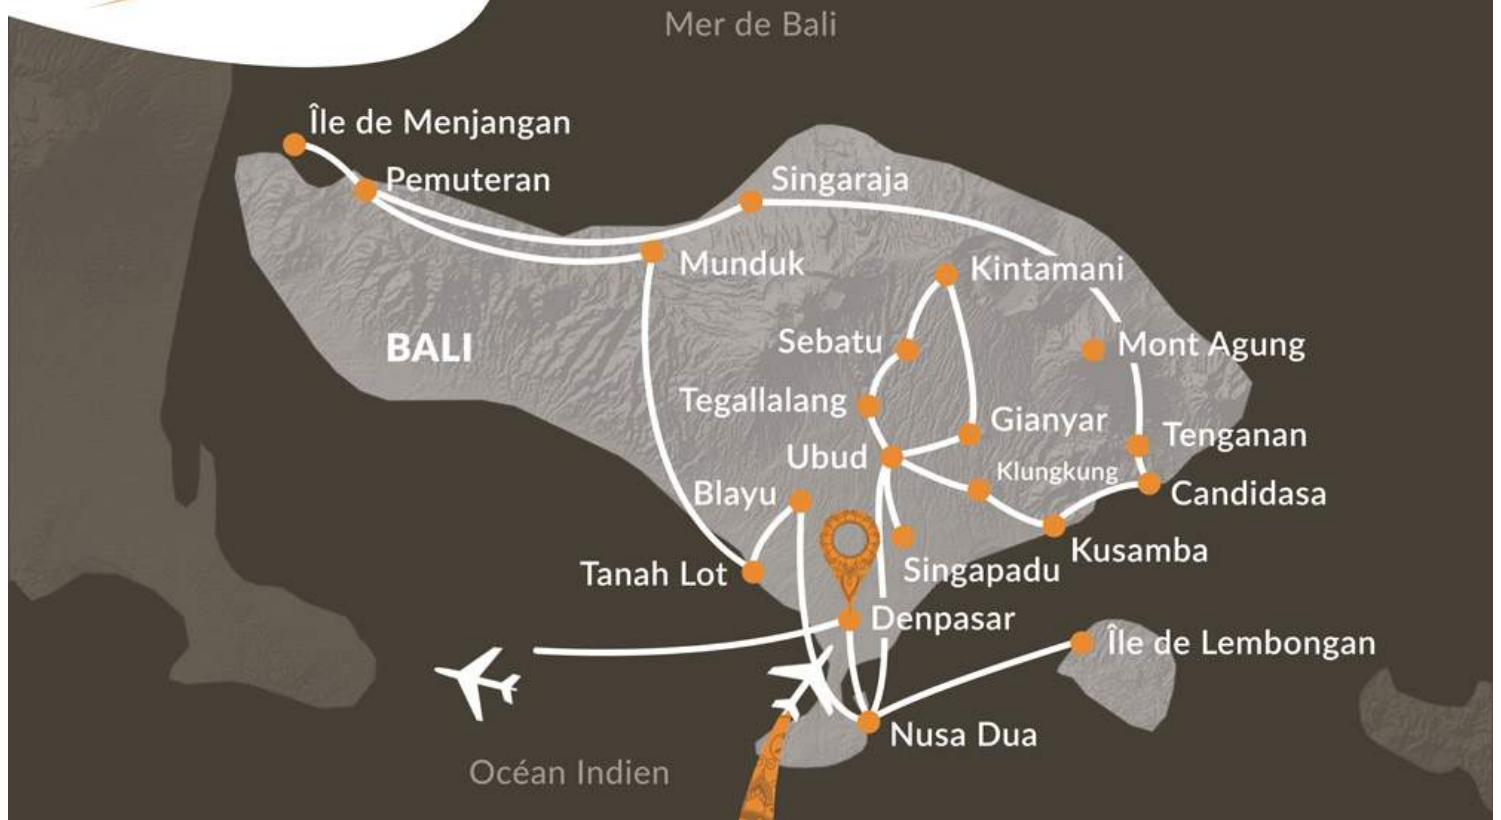 Mer de Bali
Île de Menjangan
Pemuteran
Singaraja
Munduk
Kintamani
BALI
Sebatu
Mont Agung
Tegallalang
Gianyar
Tenganan
Ubud
Klungkung
Blayu
Candidasa
Kusamba
Singapadu
Tanah Lot
Denpasar
Île de Lembongan
Nusa Dua
Océan Indien